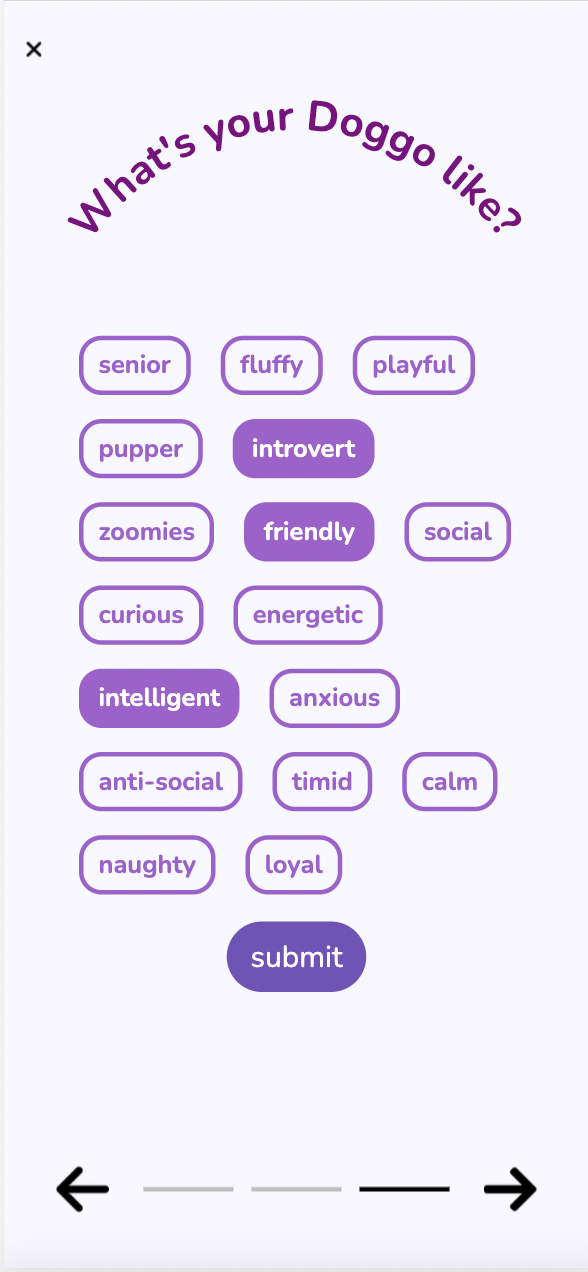 What's your Doggo like?
senior fluffy playful
pupper introvert
zoomies friendly social
curious energetic
intelligent anxious
anti-social timid calm
naughty loyal
submit